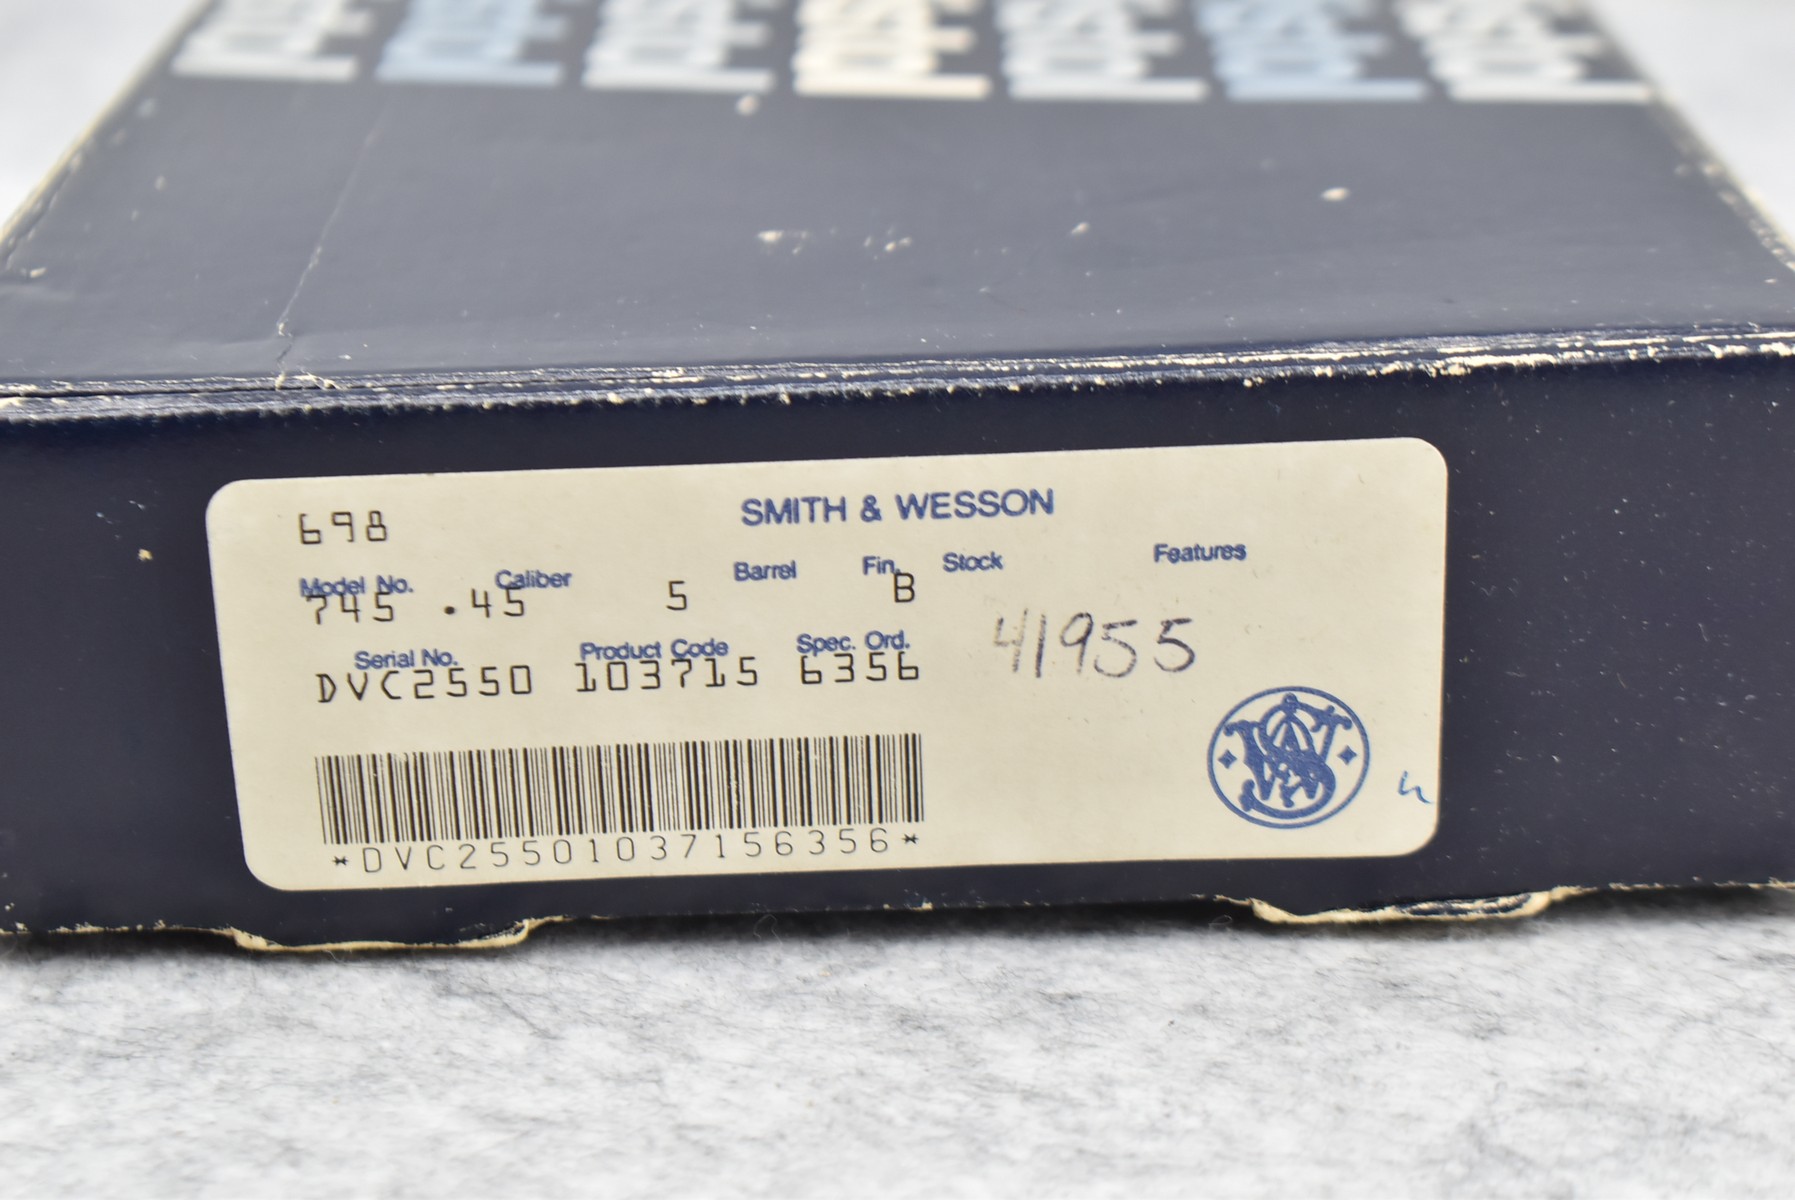 698
SMITH & WESSON
Model No. Caliber Barrel Fin. Stock Features
745 .45 5 B
Serial No. Product Code Spec. Ord.
DVC2550 103715 6356
41955
*DVC25501037156356*